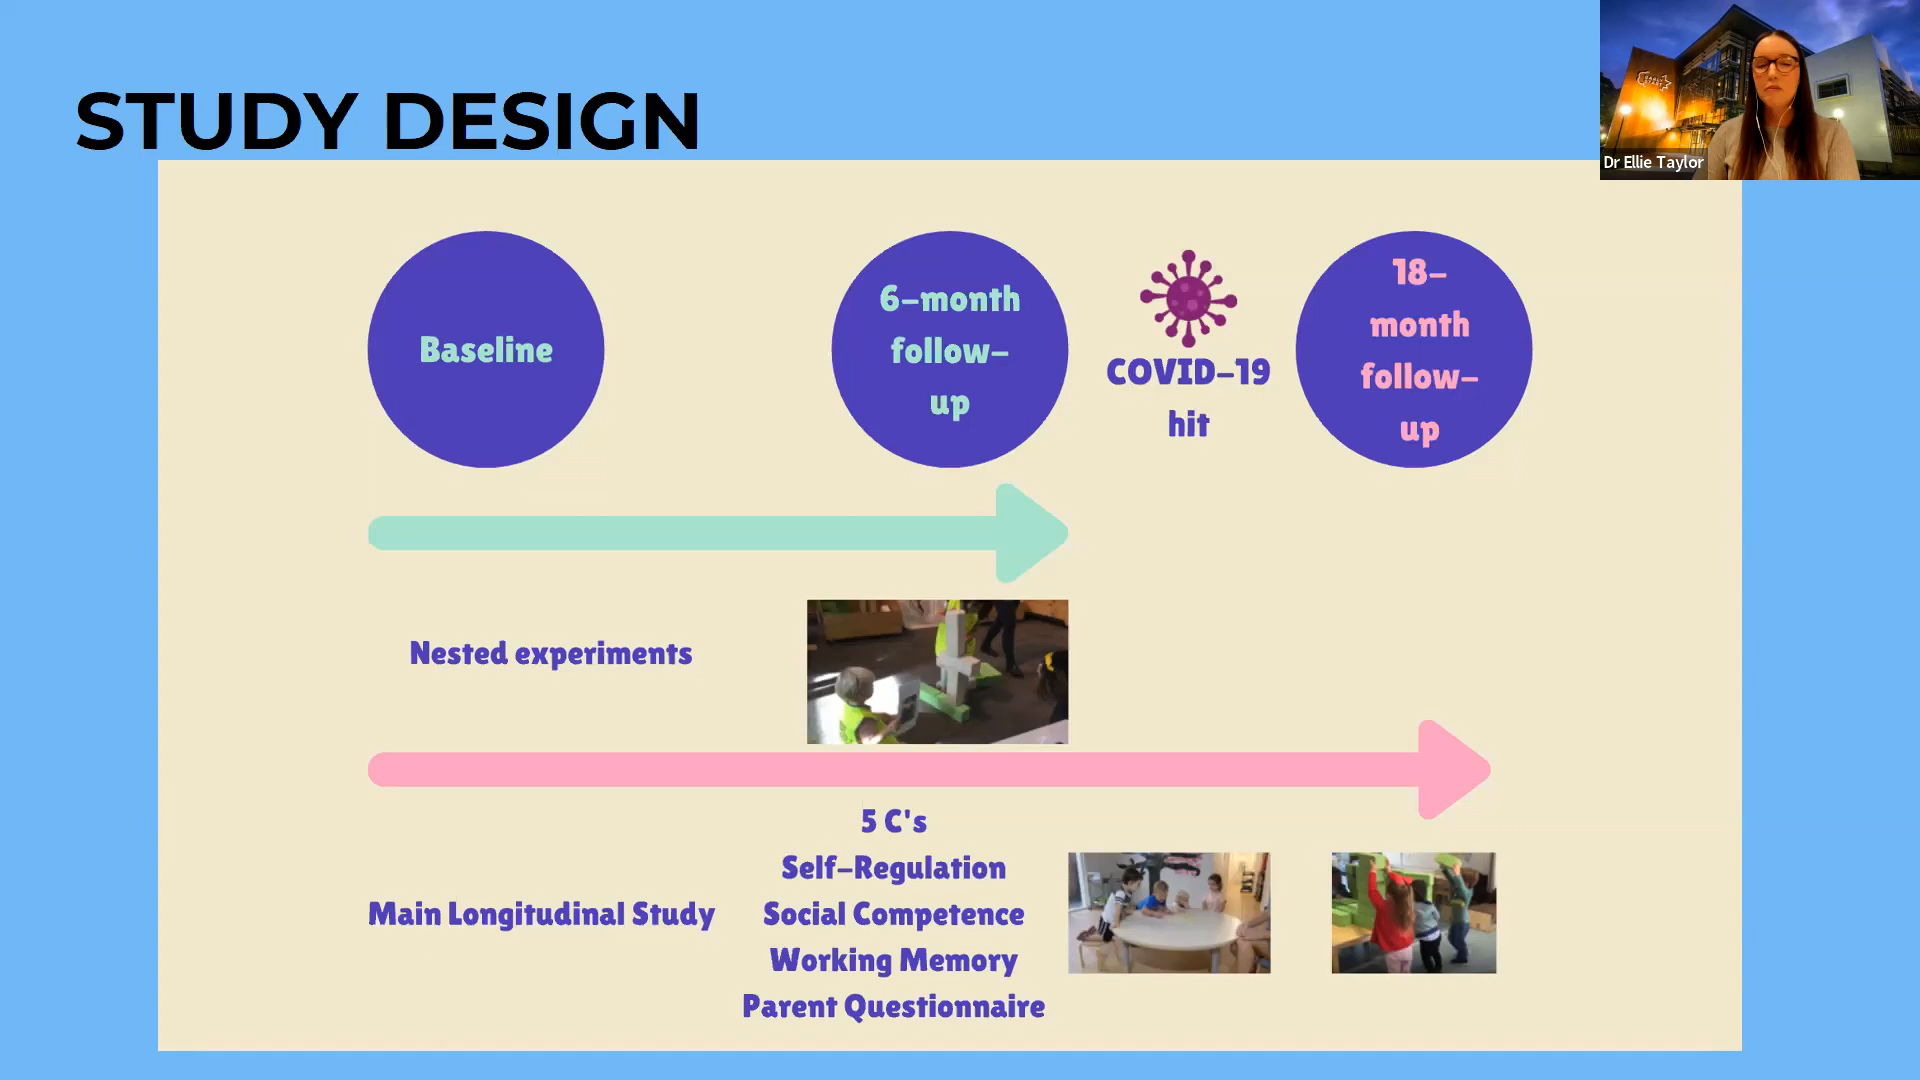 STUDY DESIGN
Dr Ellie Taylor
Baseline
6-month
follow-
up
COVID-19
hit
18-
month
follow-
up
Nested experiments
Main Longitudinal Study
5 C's
Self-Regulation
Social Competence
Working Memory
Parent Questionnaire